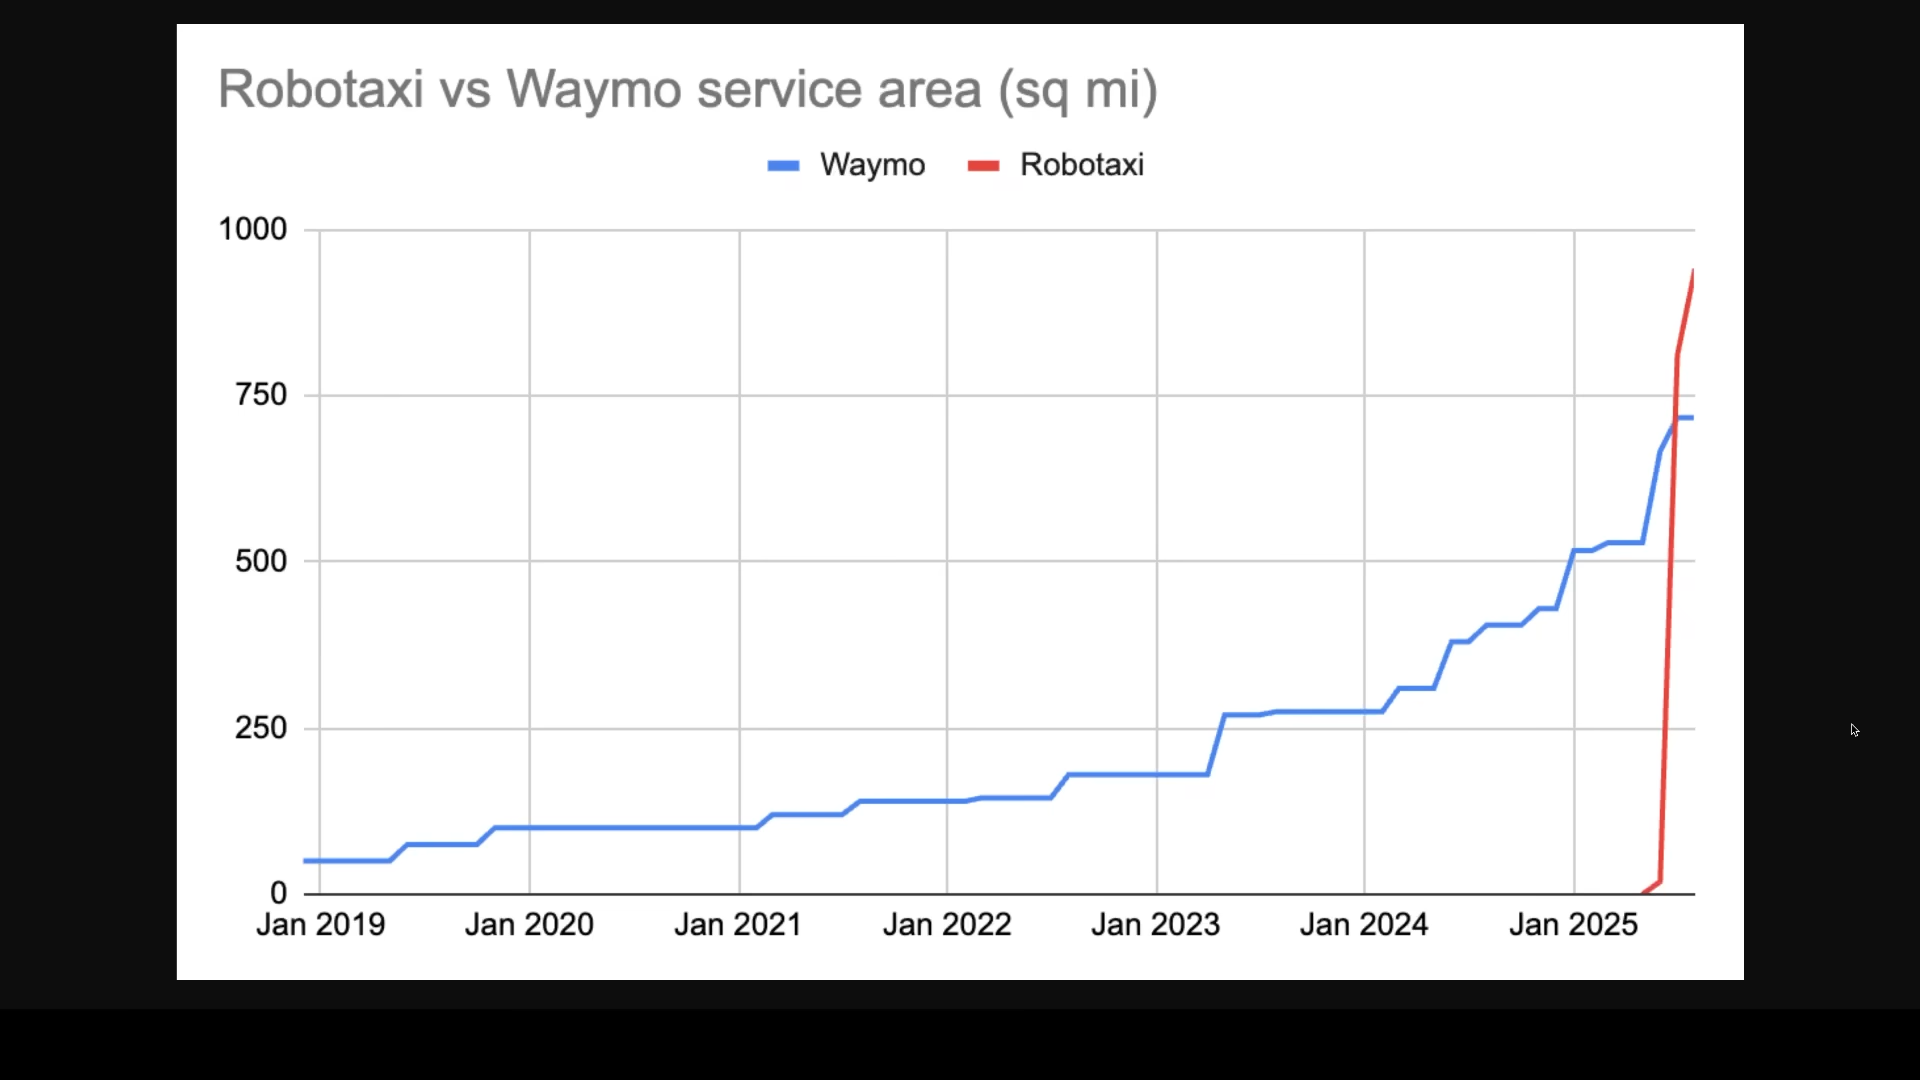 Robotaxi vs Waymo service area (sq mi)
Waymo Robotaxi
1000
750
500
250
0
Jan 2019 Jan 2020 Jan 2021 Jan 2022 Jan 2023 Jan 2024 Jan 2025